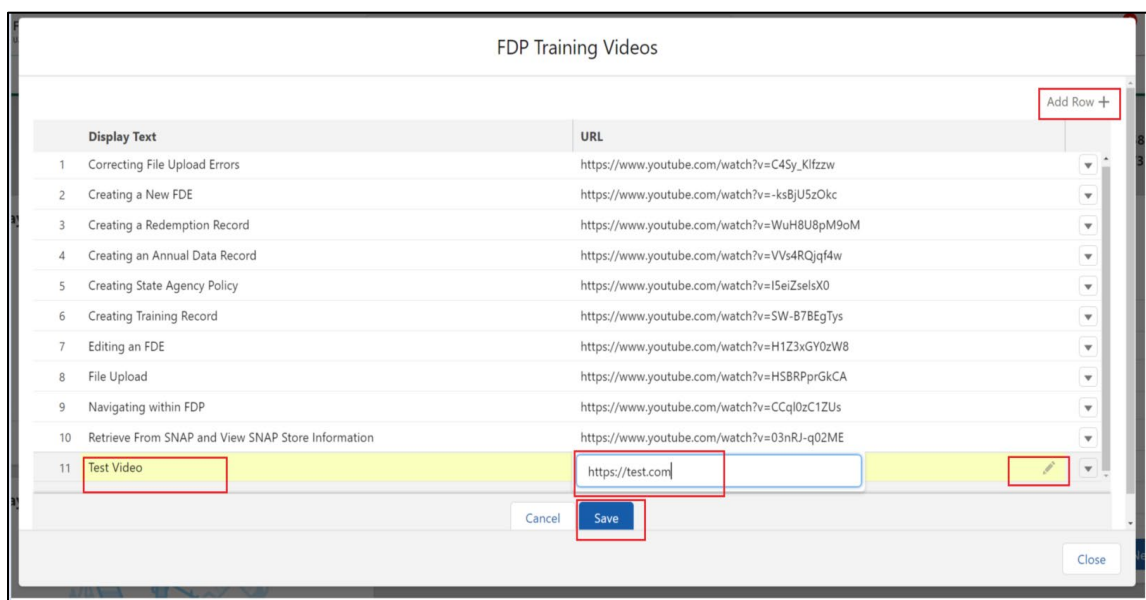 FDP Training Videos
Add Row +
Display Text URL
1 Correcting File Upload Errors https://www.youtube.com/watch?v=C4Sy_Klfzzw
2 Creating a New FDE https://www.youtube.com/watch?v=-ksBjU5zOkc
3 Creating a Redemption Record https://www.youtube.com/watch?v=WuH8U8pM9oM
4 Creating an Annual Data Record https://www.youtube.com/watch?v=VVs4RQjqf4w
5 Creating State Agency Policy https://www.youtube.com/watch?v=I5eiZselsX0
6 Creating Training Record https://www.youtube.com/watch?v=SW-B7BEgTys
7 Editing an FDE https://www.youtube.com/watch?v=H1Z3xGY0zW8
8 File Upload https://www.youtube.com/watch?v=HSBRPprGkCA
9 Navigating within FDP https://www.youtube.com/watch?v=CCql0zC1ZUs
10 Retrieve From SNAP and View SNAP Store Information https://www.youtube.com/watch?v=03nRJ-q02ME
11 Test Video https://test.com
Cancel Save
Close